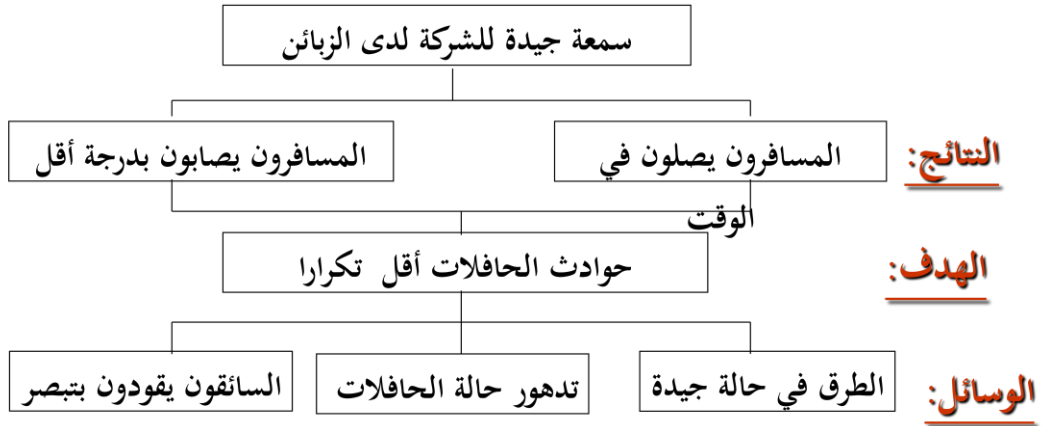 سمعة جيدة للشركة لدى الزبائن
النتائج:
المسافرون يصلون في
الوقت
المسافرون يصابون بدرجة أقل
الهدف:
حوادث الحافلات أقل تكرارا
الوسائل:
الطرق في حالة جيدة
تدهور حالة الحافلات
السائقون يقودون بتبصر